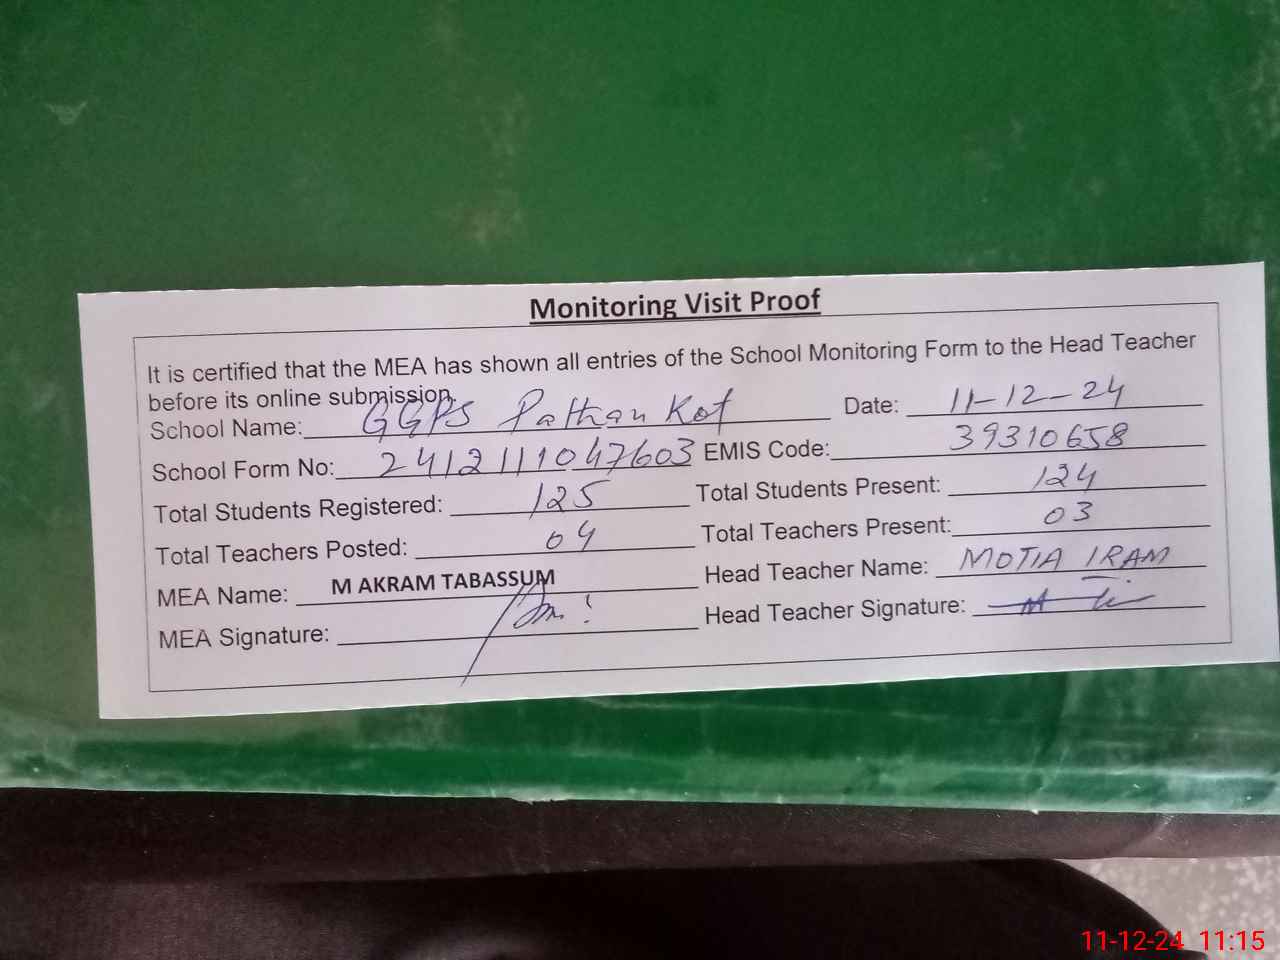 Monitoring Visit Proof
It is certified that the MEA has shown all entries of the School Monitoring Form to the Head Teacher
before its online submission.
School Name: GGPS Pathan Kot Date: 11-12-24
School Form No: 2412111047603 EMIS Code: 39310658
Total Students Registered: 125 Total Students Present: 124
Total Teachers Posted: 04 Total Teachers Present: 03
MEA Name: M AKRAM TABASSUM Head Teacher Name: MOTIA IRAM
MEA Signature: Head Teacher Signature:
11-12-24 11:15